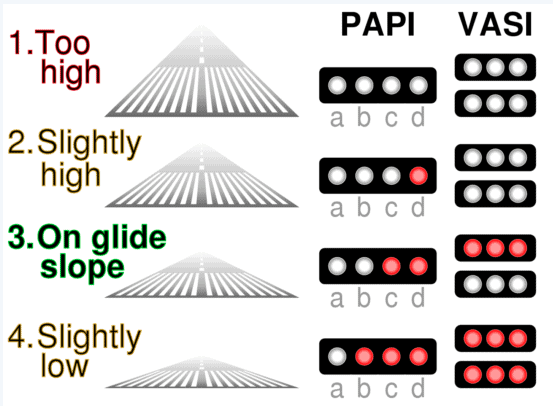 PAPI VASI
1.Too
high
a b c d
2.Slightly
high
a b c d
3.On glide
slope
a b c d
4.Slightly
low
a b c d